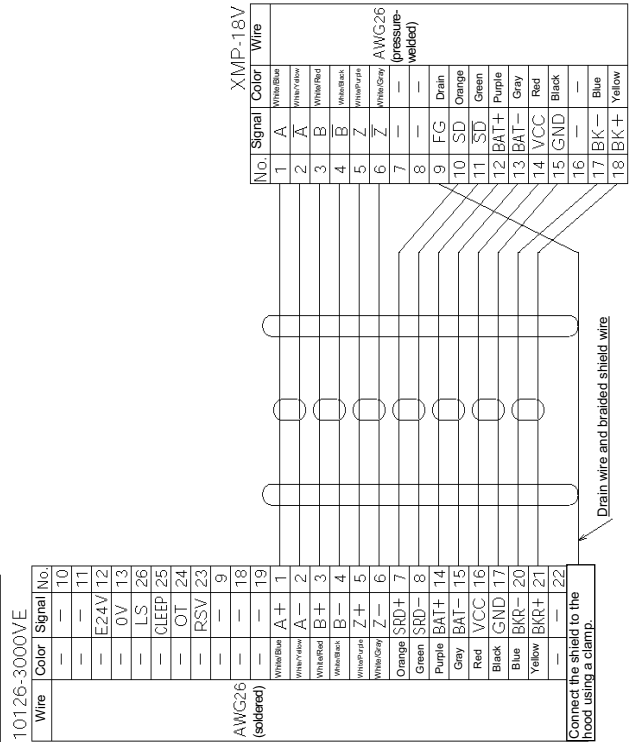 10126-3000VE
Wire Color Signal No.
AWG26
(soldered)
— — 10
— — 11
— E24V 12
— 0V 13
— LS 26
— CLEEP 25
— OT 24
— RSV 23
— — 9
— — 18
— — 19
White/Blue A+ 1
White/Yellow A− 2
White/Red B+ 3
White/Black B− 4
White/Purple Z+ 5
White/Gray Z− 6
Orange SRD+ 7
Green SRD− 8
Purple BAT+ 14
Gray BAT− 15
Red VCC 16
Black GND 17
Blue BKR− 20
Yellow BKR+ 21
— — 22
Connect the shield to the
hood using a clamp.
Drain wire and braided shield wire
XMP-18V
No. Signal Color Wire
1 A White/Blue
2 A̅ White/Yellow
3 B White/Red
4 B̅ White/Black
5 Z White/Purple
6 Z̅ White/Gray
7 — —
8 — —
9 FG Drain
10 SD Orange
11 S̅D̅ Green
12 BAT+ Purple
13 BAT− Gray
14 VCC Red
15 GND Black
16 — —
17 BK− Blue
18 BK+ Yellow
AWG26
(pressure-
welded)